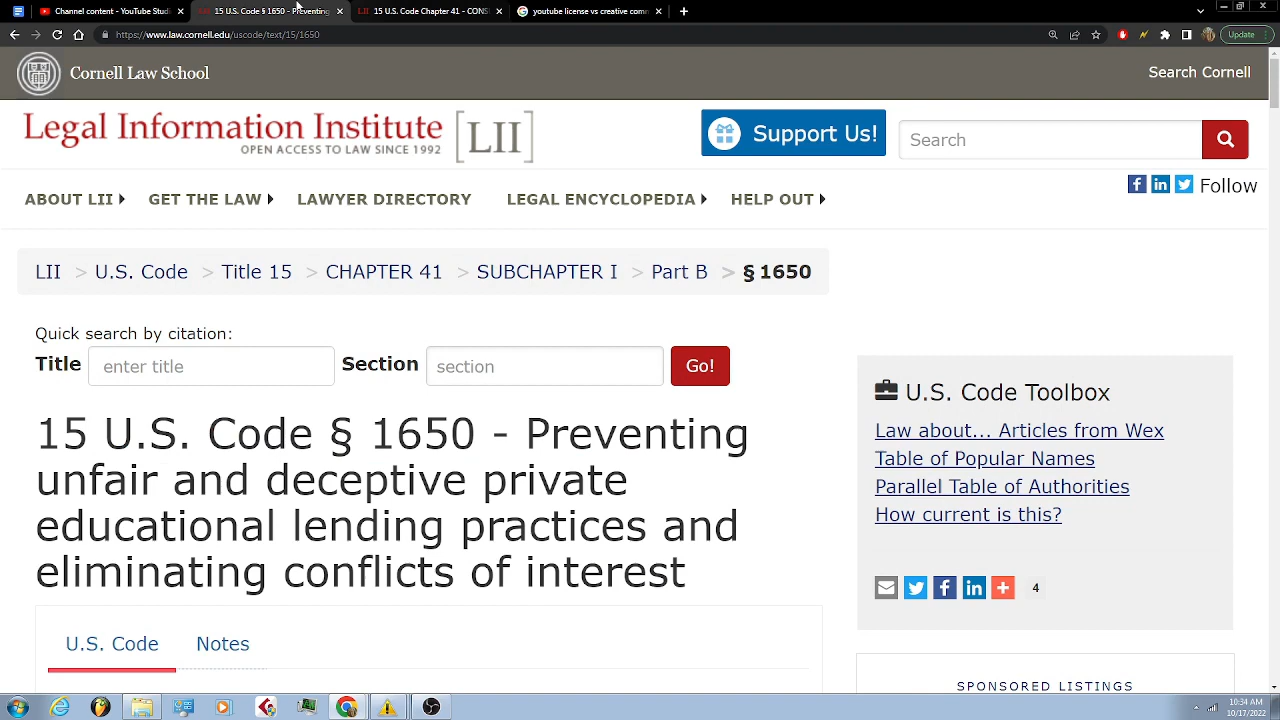 Channel content - YouTube Studi
15 U.S. Code § 1650 - Preventing
LII 15 U.S. Code Chapter 41 - CONS
youtube license vs creative comm
https://www.law.cornell.edu/uscode/text/15/1650
Update
Cornell Law School
Search Cornell
Legal Information Institute [LII]
OPEN ACCESS TO LAW SINCE 1992
Support Us!
Search
Follow
ABOUT LII GET THE LAW LAWYER DIRECTORY LEGAL ENCYCLOPEDIA HELP OUT
LII > U.S. Code > Title 15 > CHAPTER 41 > SUBCHAPTER I > Part B > § 1650
Quick search by citation:
Title enter title Section section Go!
15 U.S. Code § 1650 - Preventing
unfair and deceptive private
educational lending practices and
eliminating conflicts of interest
U.S. Code Notes
U.S. Code Toolbox
Law about... Articles from Wex
Table of Popular Names
Parallel Table of Authorities
How current is this?
4
SPONSORED LISTINGS
10:34 AM
10/17/2022